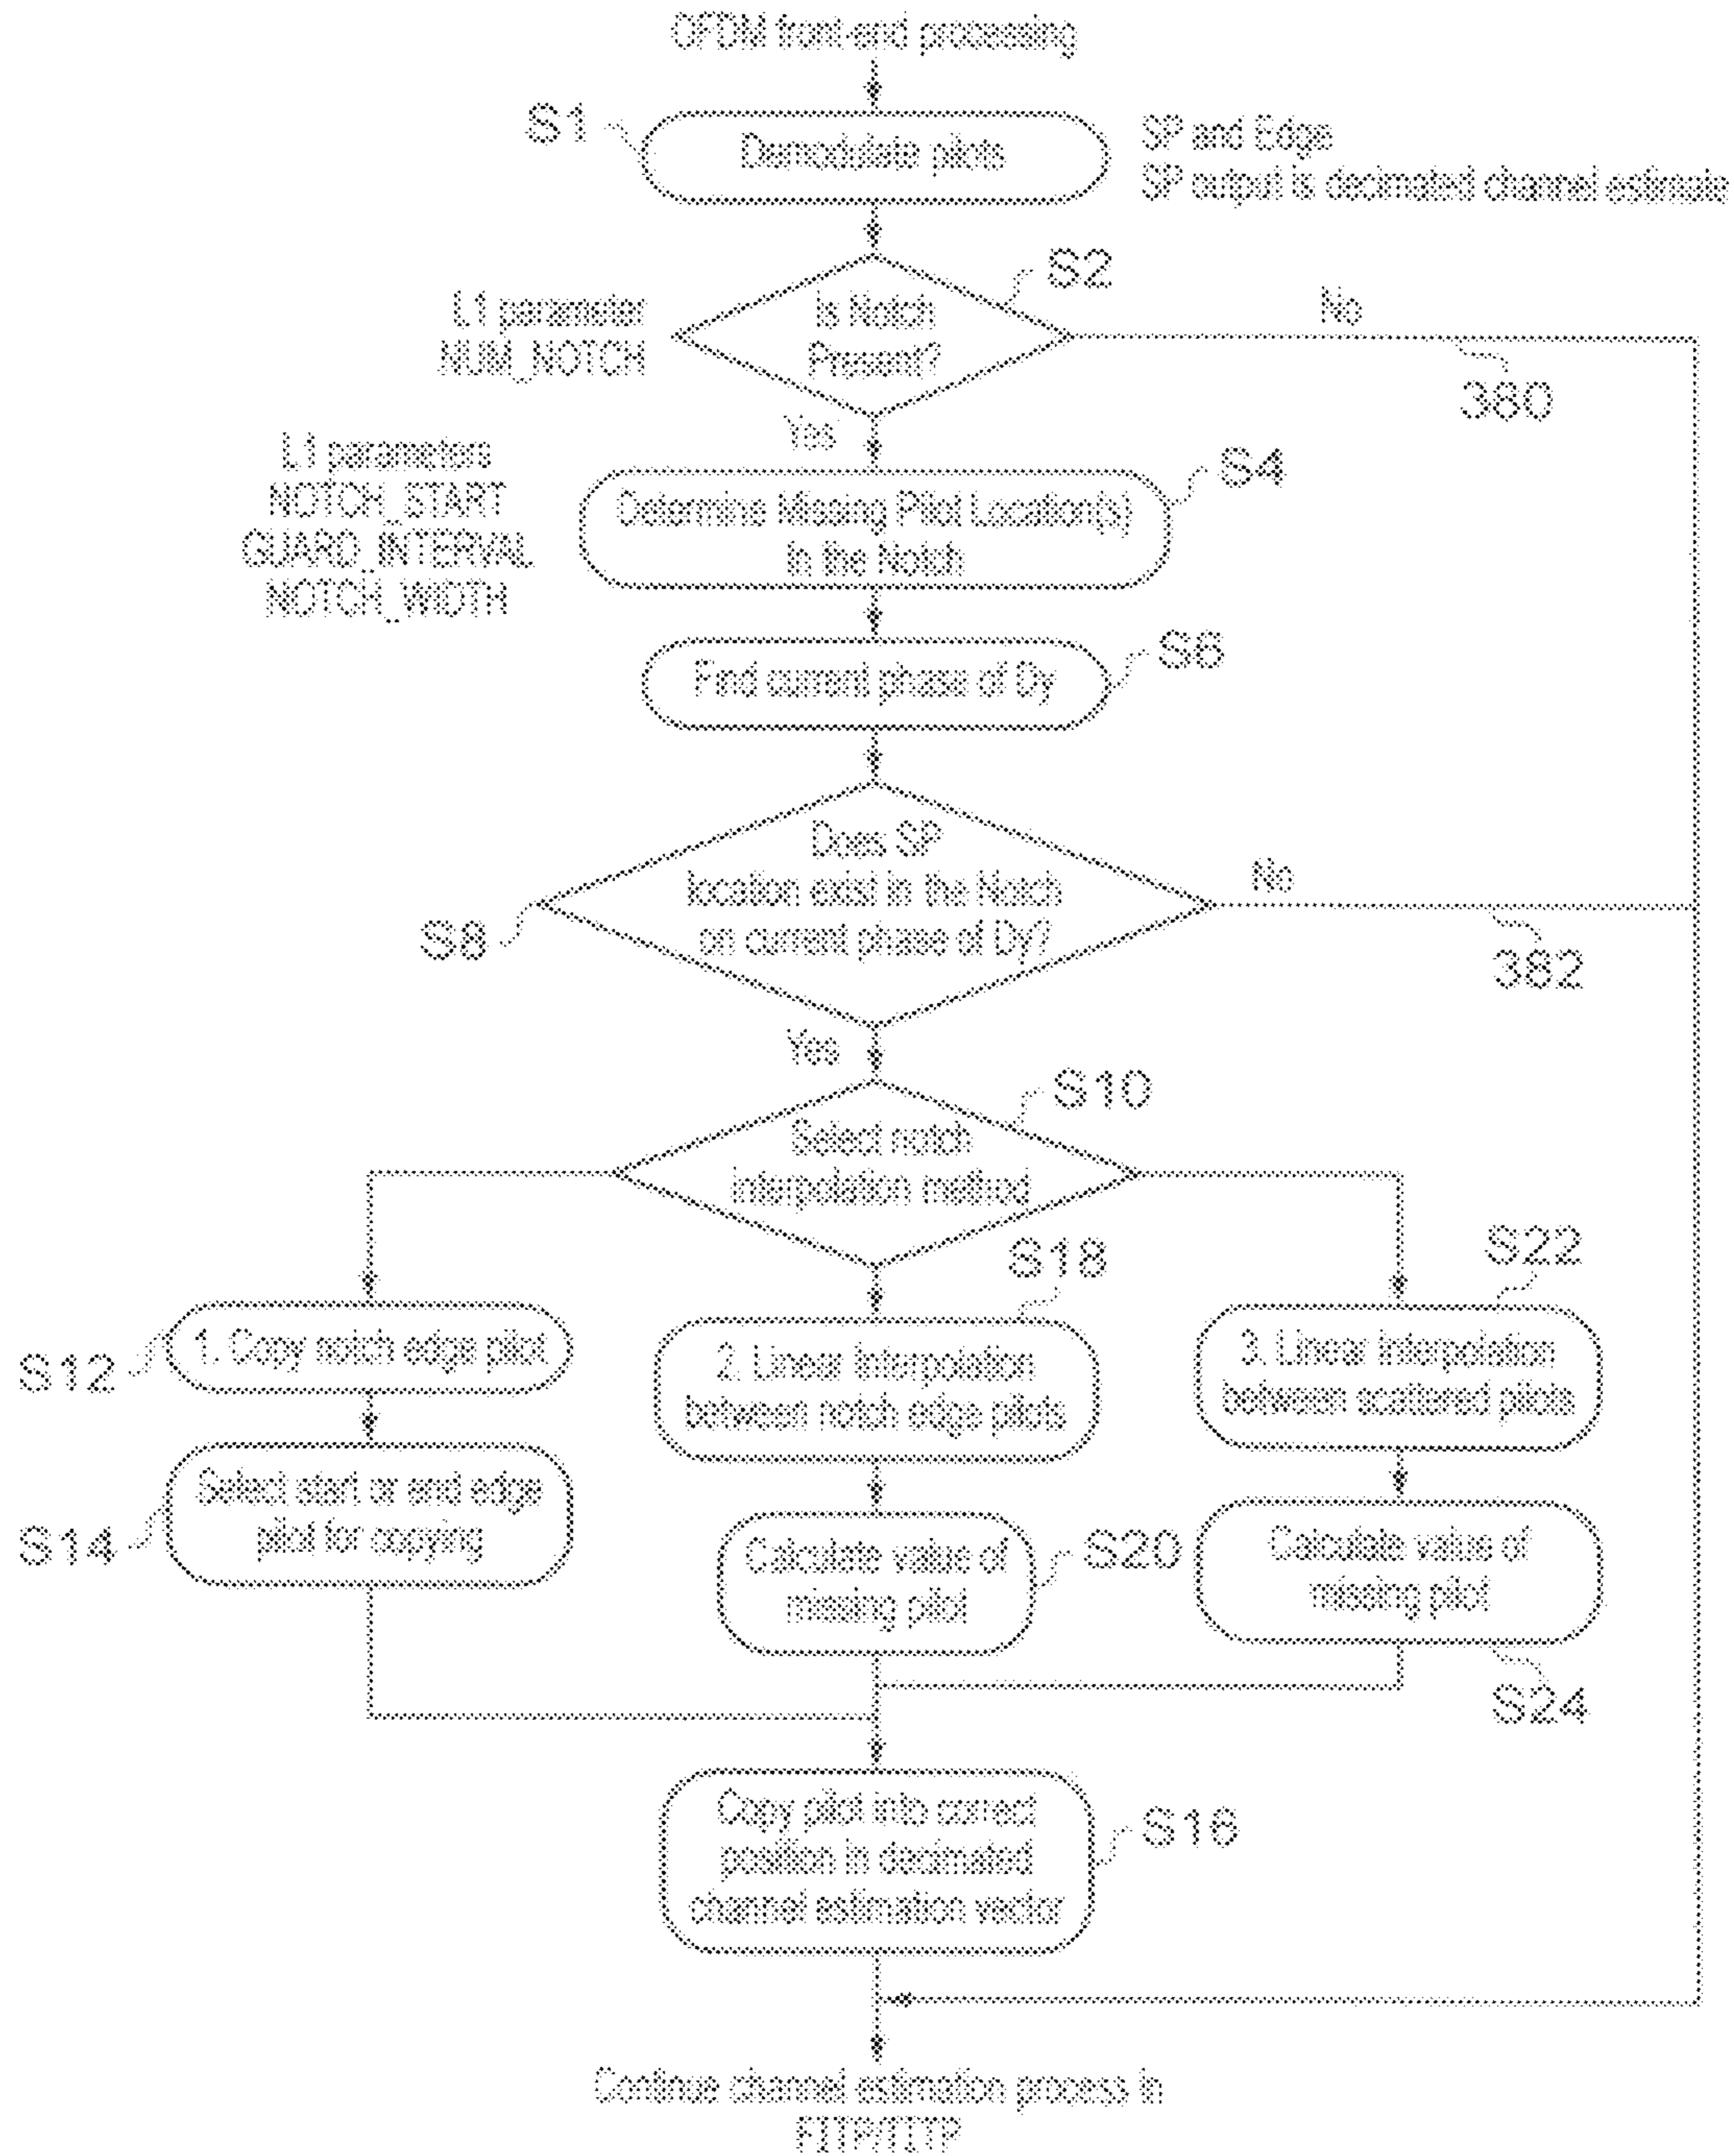 OFDM front-end processing
S1
Demodulate pilots
SP and Edge
SP output is decimated channel estimate
S2
L1 parameter
NUM_NOTCH
Is Notch
Present?
No
380
Yes
L1 parameters
NOTCH_START
GUARD_INTERVAL
NOTCH_WIDTH
S4
Determine Missing Pilot Location(s)
in the Notch
S6
Find current phase of Dy
Does SP
location exist in the Notch
on current phase of Dy?
S8
No
382
Yes
S10
Select notch
interpolation method
S12
1. Copy notch edge pilot
S18
2. Linear interpolation
between notch edge pilots
S22
3. Linear interpolation
between scattered pilots
S14
Select start or end edge
pilot for copying
Calculate value of
missing pilot
S20
Calculate value of
missing pilot
S24
Copy pilot into correct
position in decimated
channel estimation vector
S16
Continue channel estimation process in
FITP/TITP